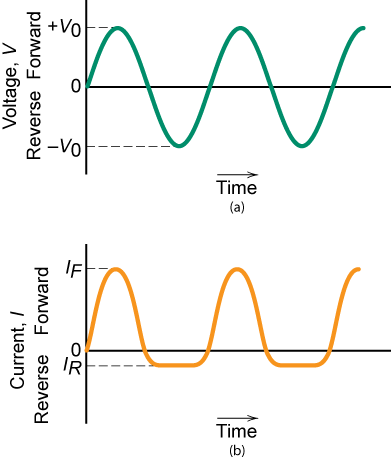 +V0
Voltage, V
Reverse Forward
0
–V0
Time
(a)
IF
Current, I
Reverse Forward
0
IR
Time
(b)